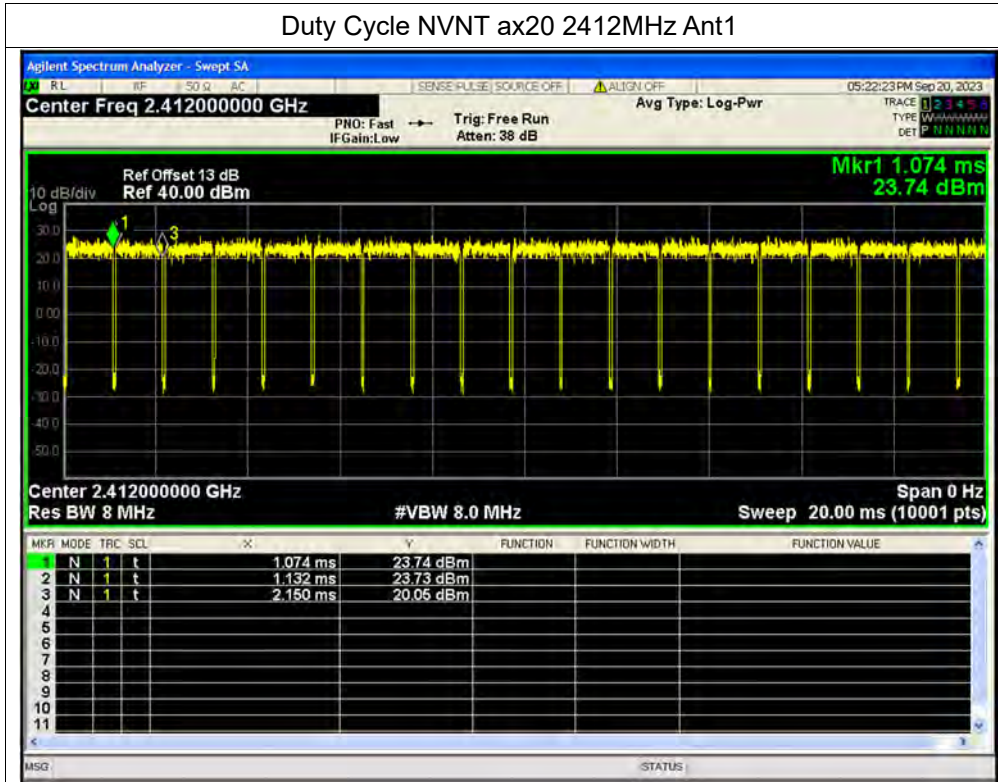 Duty Cycle NVNT ax20 2412MHz Ant1
Agilent Spectrum Analyzer - Swept SA
LXI RL RF 50 Ω AC SENSE:PULSE SOURCE OFF ALIGN OFF 05:22:23 PM Sep 20, 2023
Center Freq 2.412000000 GHz Avg Type: Log-Pwr TRACE 1 2 3 4 5 6
PNO: Fast Trig: Free Run TYPE W
IFGain:Low Atten: 38 dB DET P N N N N N
Mkr1 1.074 ms
Ref Offset 13 dB
10 dB/div Ref 40.00 dBm 23.74 dBm
Log
1
3
30.0
20.0
10.0
0.00
-10.0
-20.0
-30.0
-40.0
-50.0
Center 2.412000000 GHz Span 0 Hz
Res BW 8 MHz #VBW 8.0 MHz Sweep 20.00 ms (10001 pts)
MKR MODE TRC SCL X Y FUNCTION FUNCTION WIDTH FUNCTION VALUE
1 N 1 t 1.074 ms 23.74 dBm
2 N 1 t 1.132 ms 23.73 dBm
3 N 1 t 2.150 ms 20.05 dBm
4
5
6
7
8
9
10
11
MSG STATUS